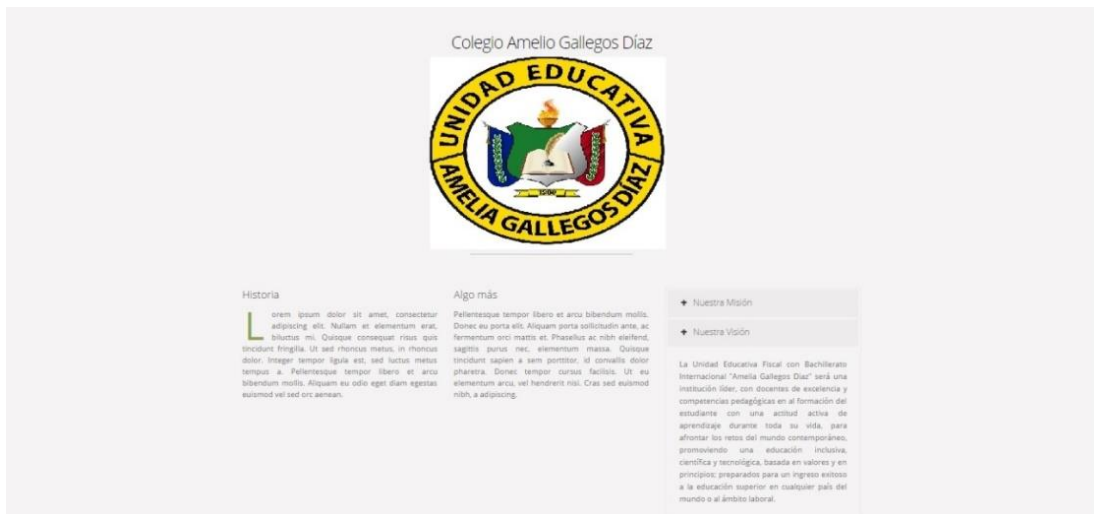 Colegio Amelio Gallegos Díaz
UNIDAD EDUCATIVA
AMELIA GALLEGOS DÍAZ
Historia
Lorem ipsum dolor sit amet, consectetur
adipiscing elit. Nullam et elementum erat,
biluctus mi. Quisque consequat risus quis
tincidunt fringilla. Ut sed rhoncus metus, in rhoncus
dolor. Integer tempor ligula est, sed luctus metus
tempus a. Pellentesque tempor libero et arcu
bibendum mollis. Aliquam eu odio eget diam egestas
euismod vel sed orc aenean.
Algo más
Pellentesque tempor libero et arcu bibendum mollis.
Donec eu porta elit. Aliquam porta sollicitudin ante, ac
fermentum orci mattis et. Phasellus ac nibh eleifend,
sagittis purus nec, elementum massa. Quisque
tincidunt sapien a sem porttitor, id convallis dolor
pharetra. Donec tempor cursus facilisis. Ut eu
elementum arcu, vel hendrerit nisi. Cras sed euismod
nibh, a adipiscing.
Nuestra Misión
Nuestra Visión
La Unidad Educativa Fiscal con Bachillerato
Internacional "Amelia Gallegos Díaz" será una
institución líder, con docentes de excelencia y
competencias pedagógicas en al formación del
estudiante con una actitud activa de
aprendizaje durante toda su vida, para
afrontar los retos del mundo contemporáneo,
promoviendo una educación inclusiva,
científica y tecnológica, basada en valores y en
principios; preparados para un ingreso exitoso
a la educación superior en cualquier país del
mundo o al ámbito laboral.